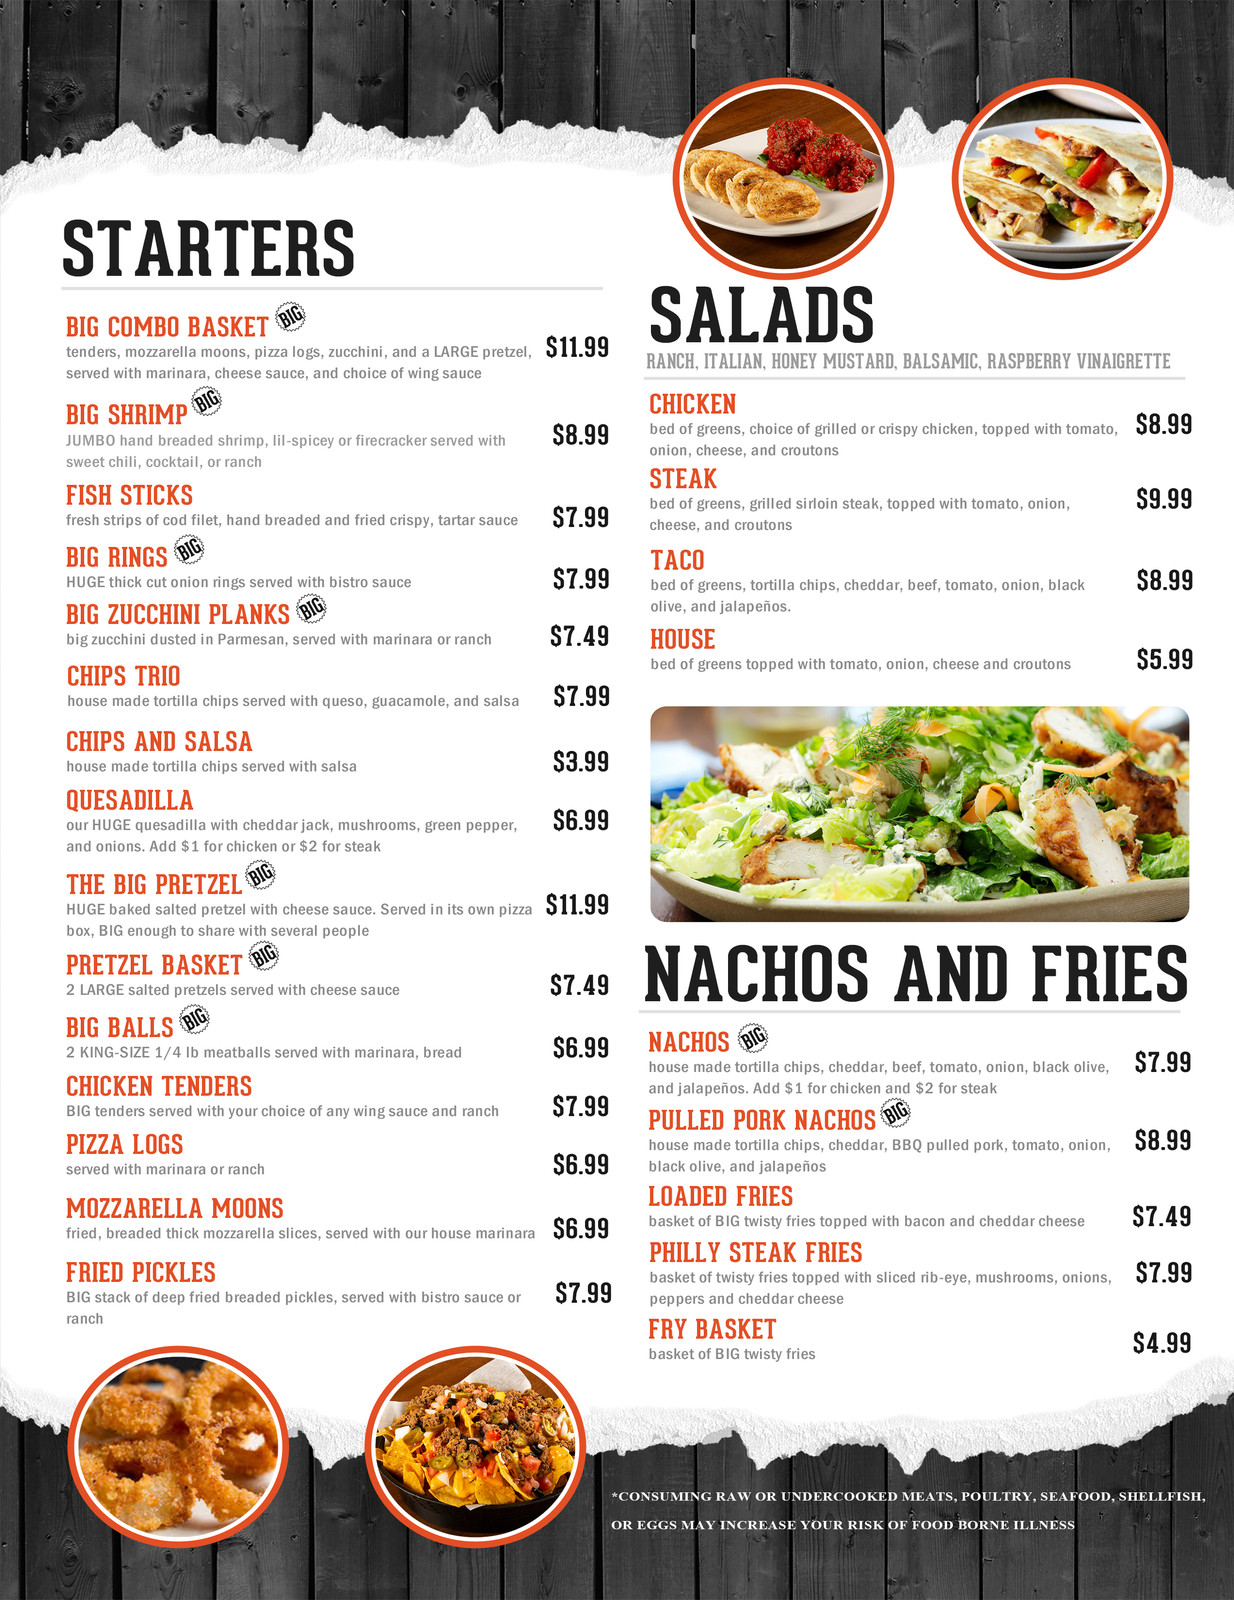 STARTERS
BIG COMBO BASKET BIG
tenders, mozzarella moons, pizza logs, zucchini, and a LARGE pretzel, $11.99
served with marinara, cheese sauce, and choice of wing sauce
BIG SHRIMP BIG
JUMBO hand breaded shrimp, lil-spicey or firecracker served with $8.99
sweet chili, cocktail, or ranch
FISH STICKS
fresh strips of cod filet, hand breaded and fried crispy, tartar sauce $7.99
BIG RINGS BIG
HUGE thick cut onion rings served with bistro sauce $7.99
BIG ZUCCHINI PLANKS BIG
big zucchini dusted in Parmesan, served with marinara or ranch $7.49
CHIPS TRIO
house made tortilla chips served with queso, guacamole, and salsa $7.99
CHIPS AND SALSA
house made tortilla chips served with salsa $3.99
QUESADILLA
our HUGE quesadilla with cheddar jack, mushrooms, green pepper, $6.99
and onions. Add $1 for chicken or $2 for steak
THE BIG PRETZEL BIG
HUGE baked salted pretzel with cheese sauce. Served in its own pizza $11.99
box, BIG enough to share with several people
PRETZEL BASKET BIG
2 LARGE salted pretzels served with cheese sauce $7.49
BIG BALLS BIG
2 KING-SIZE 1/4 lb meatballs served with marinara, bread $6.99
CHICKEN TENDERS
BIG tenders served with your choice of any wing sauce and ranch $7.99
PIZZA LOGS
served with marinara or ranch $6.99
MOZZARELLA MOONS
fried, breaded thick mozzarella slices, served with our house marinara $6.99
FRIED PICKLES
BIG stack of deep fried breaded pickles, served with bistro sauce or $7.99
ranch
SALADS
RANCH, ITALIAN, HONEY MUSTARD, BALSAMIC, RASPBERRY VINAIGRETTE
CHICKEN
bed of greens, choice of grilled or crispy chicken, topped with tomato, $8.99
onion, cheese, and croutons
STEAK
bed of greens, grilled sirloin steak, topped with tomato, onion, $9.99
cheese, and croutons
TACO
bed of greens, tortilla chips, cheddar, beef, tomato, onion, black $8.99
olive, and jalapeños.
HOUSE
bed of greens topped with tomato, onion, cheese and croutons $5.99
NACHOS AND FRIES
NACHOS BIG
house made tortilla chips, cheddar, beef, tomato, onion, black olive, $7.99
and jalapeños. Add $1 for chicken and $2 for steak
PULLED PORK NACHOS BIG
house made tortilla chips, cheddar, BBQ pulled pork, tomato, onion, $8.99
black olive, and jalapeños
LOADED FRIES
basket of BIG twisty fries topped with bacon and cheddar cheese $7.49
PHILLY STEAK FRIES
basket of twisty fries topped with sliced rib-eye, mushrooms, onions, $7.99
peppers and cheddar cheese
FRY BASKET
basket of BIG twisty fries $4.99
*CONSUMING RAW OR UNDERCOOKED MEATS, POULTRY, SEAFOOD, SHELLFISH,
OR EGGS MAY INCREASE YOUR RISK OF FOOD BORNE ILLNESS